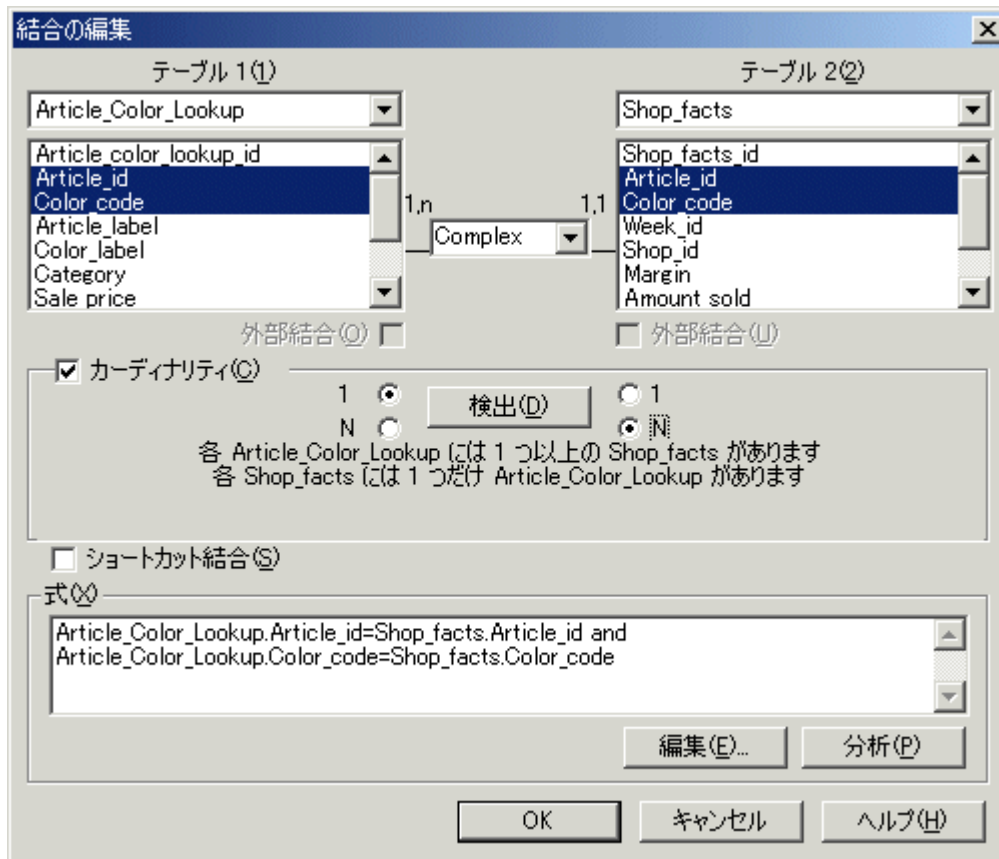 結合の編集
テーブル 1(1)
テーブル 2(2)
Article_Color_Lookup
Shop_facts
Article_color_lookup_id
Article_id
Color_code
Article_label
Color_label
Category
Sale price
1,n
1,1
Complex
Shop_facts_id
Article_id
Color_code
Week_id
Shop_id
Margin
Amount sold
外部結合(O)
外部結合(U)
カーディナリティ(C)
1
N
検出(D)
1
N
各 Article_Color_Lookup には 1 つ以上の Shop_facts があります
各 Shop_facts には 1 つだけ Article_Color_Lookup があります
ショートカット結合(S)
式(X)
Article_Color_Lookup.Article_id=Shop_facts.Article_id and
Article_Color_Lookup.Color_code=Shop_facts.Color_code
編集(E)...
分析(P)
OK
キャンセル
ヘルプ(H)